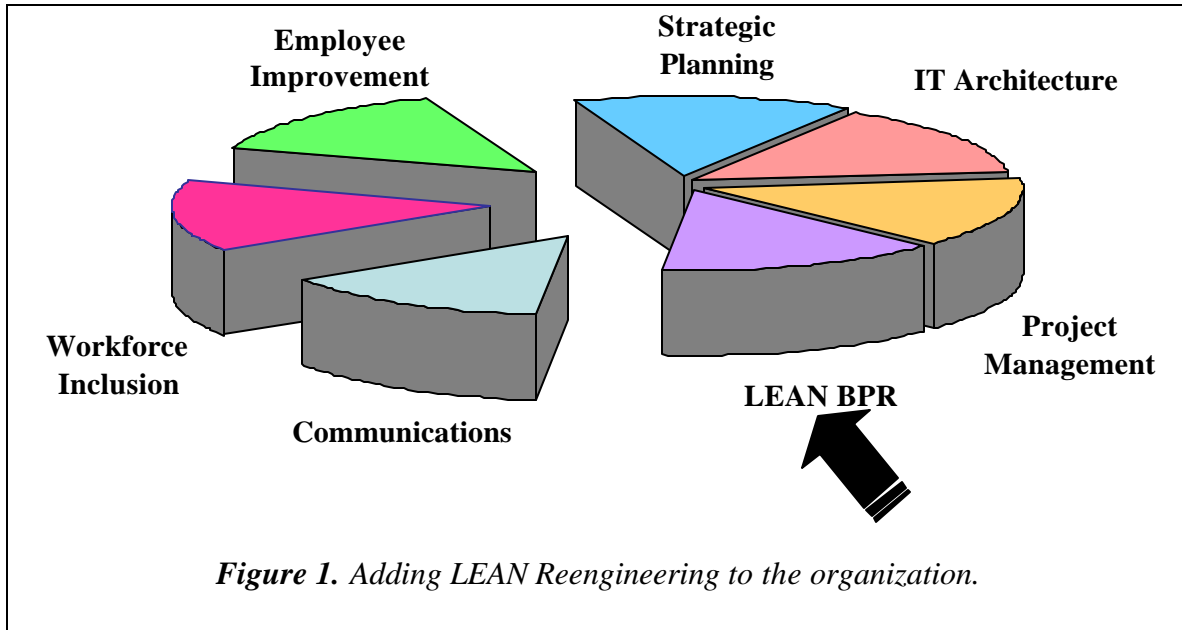 Employee
Improvement
Strategic
Planning
IT Architecture
Workforce
Inclusion
Communications
LEAN BPR
Project
Management
Figure 1. Adding LEAN Reengineering to the organization.